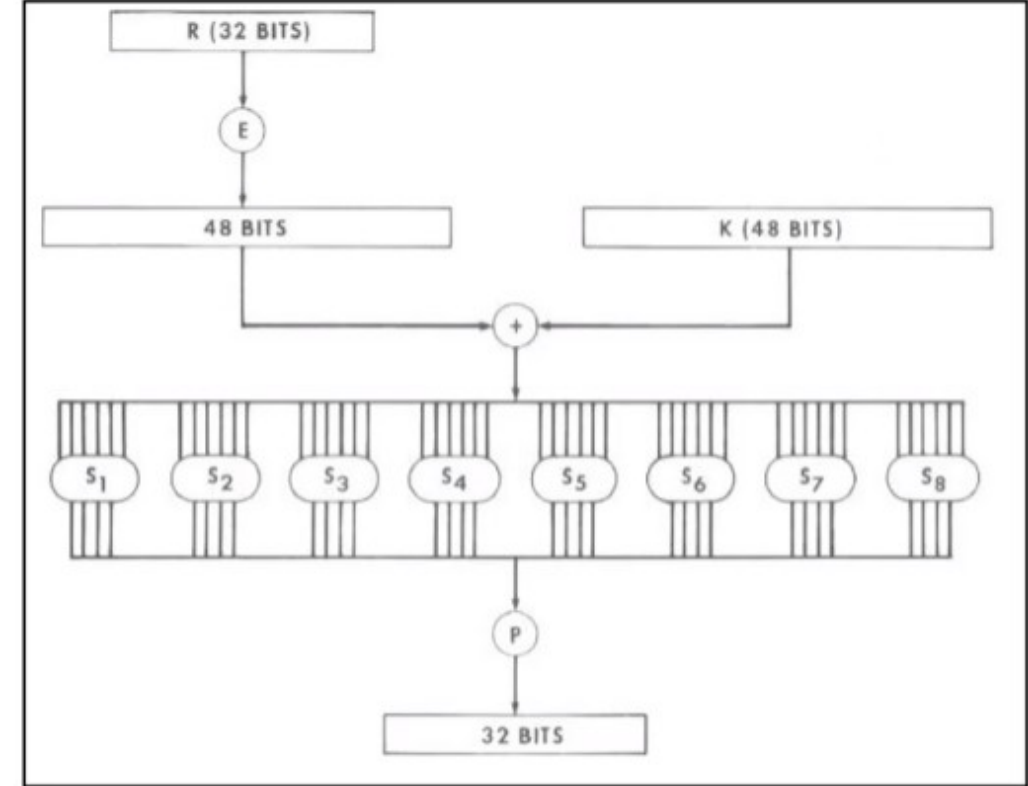 R (32 BITS)
E
48 BITS
K (48 BITS)
+
S1 S2 S3 S4 S5 S6 S7 S8
P
32 BITS